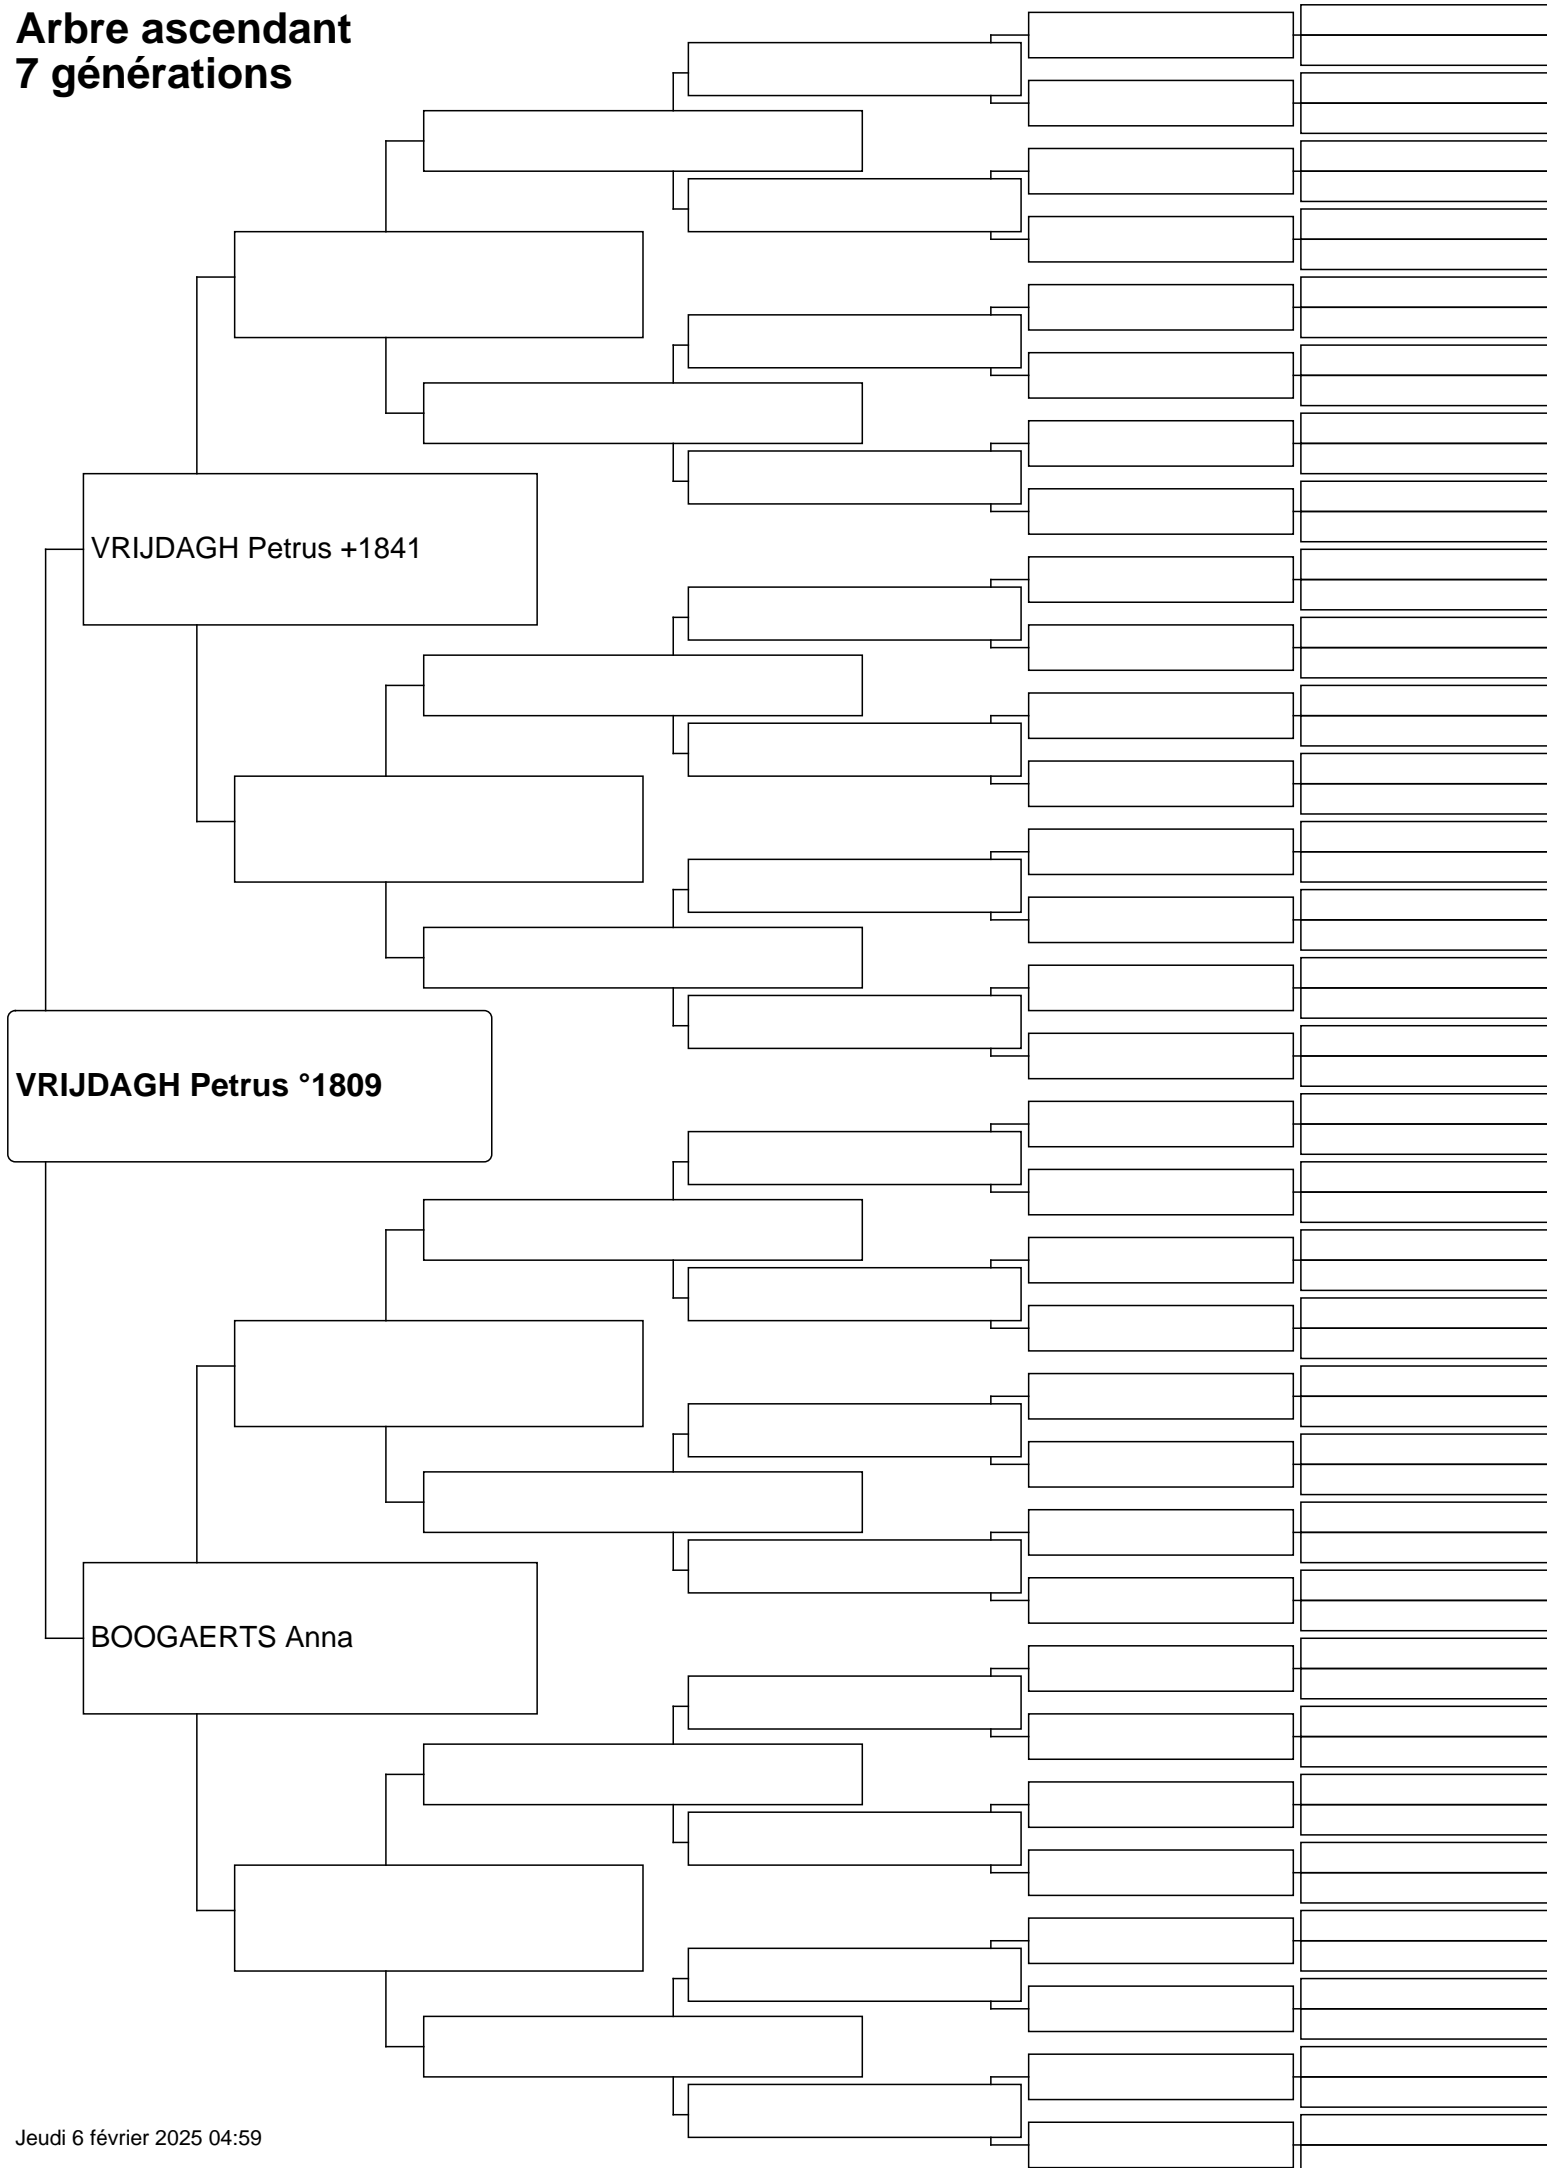 Arbre ascendant
7 générations
VRIJDAGH Petrus +1841
VRIJDAGH Petrus °1809
BOOGAERTS Anna
Jeudi 6 février 2025 04:59